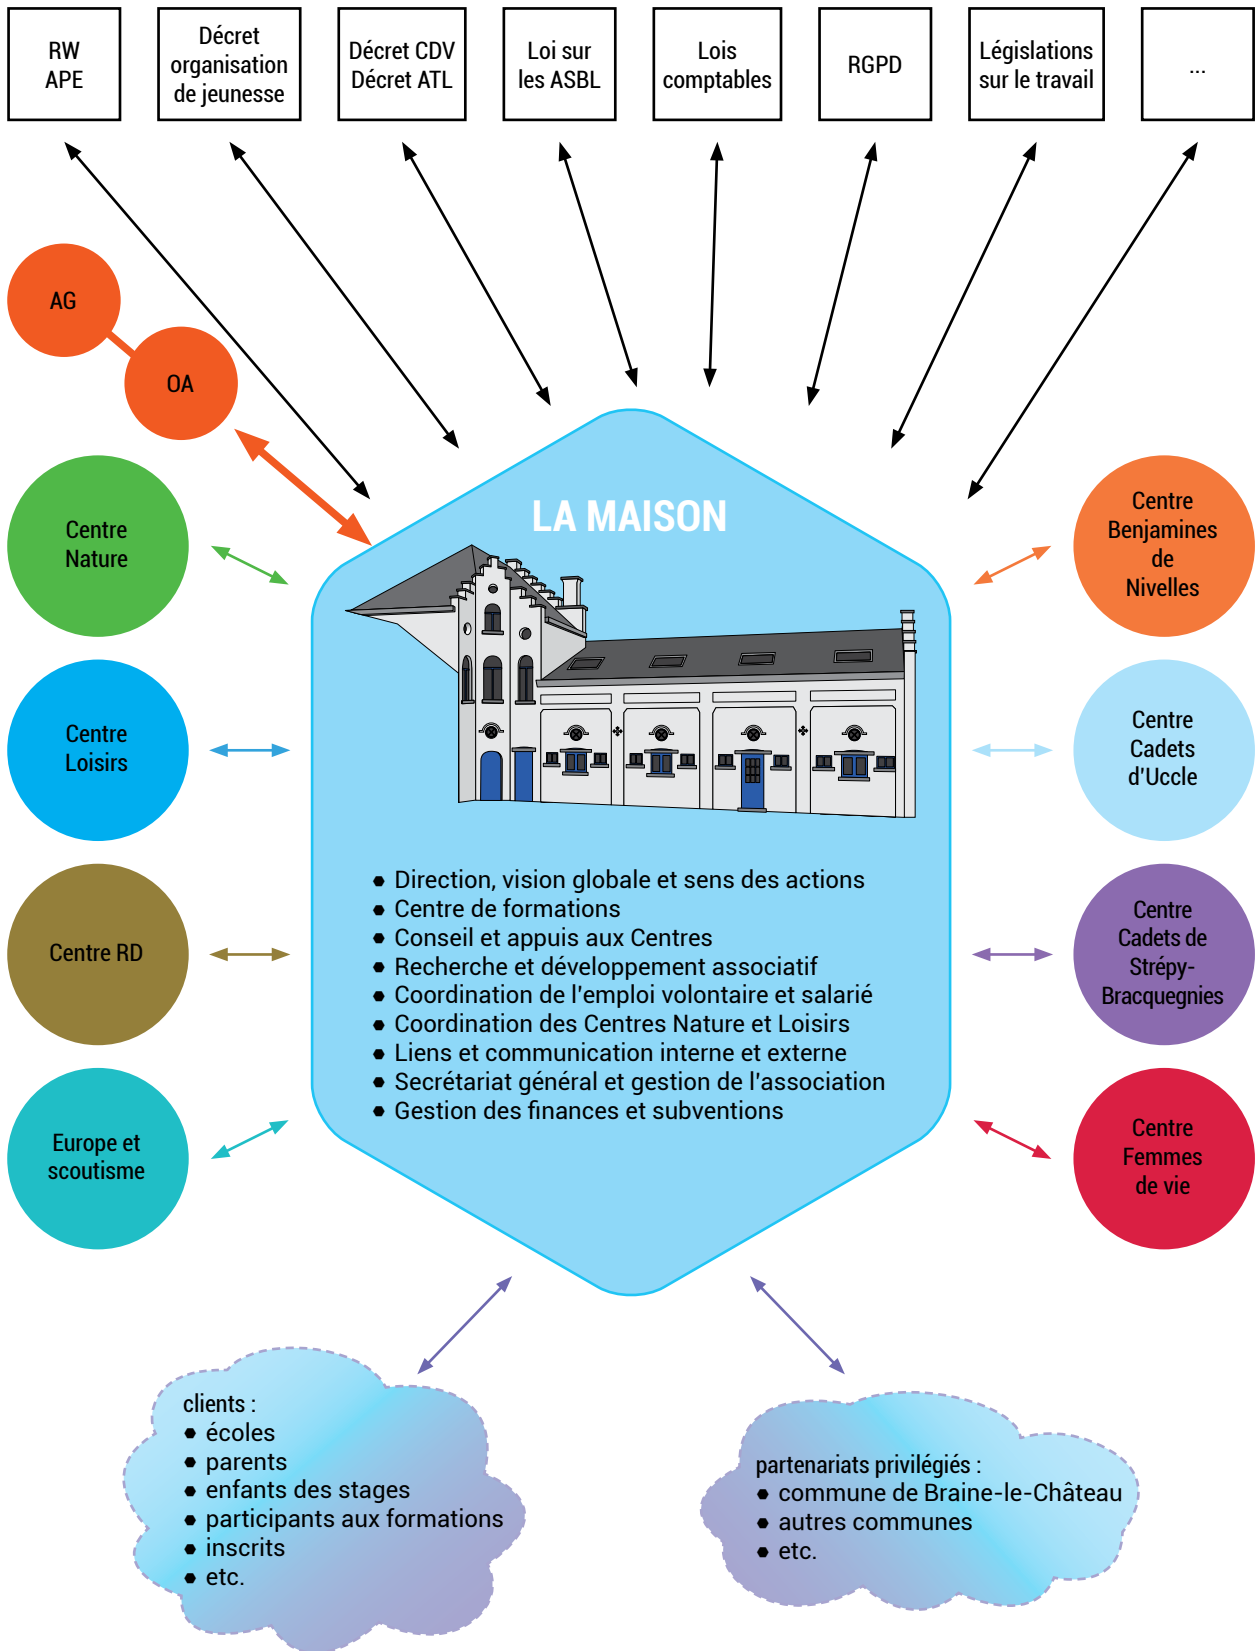 RW
APE
Décret
organisation
de jeunesse
Décret CDV
Décret ATL
Loi sur
les ASBL
Lois
comptables
RGPD
Législations
sur le travail
...
AG
OA
LA MAISON
Centre
Nature
Centre
Loisirs
Centre RD
Europe et
scoutisme
Centre
Benjamines
de
Nivelles
Centre
Cadets
d'Uccle
Centre
Cadets de
Strépy-
Bracquegnies
Centre
Femmes
de vie
• Direction, vision globale et sens des actions
• Centre de formations
• Conseil et appuis aux Centres
• Recherche et développement associatif
• Coordination de l'emploi volontaire et salarié
• Coordination des Centres Nature et Loisirs
• Liens et communication interne et externe
• Secrétariat général et gestion de l'association
• Gestion des finances et subventions
clients :
• écoles
• parents
• enfants des stages
• participants aux formations
• inscrits
• etc.
partenariats privilégiés :
• commune de Braine-le-Château
• autres communes
• etc.